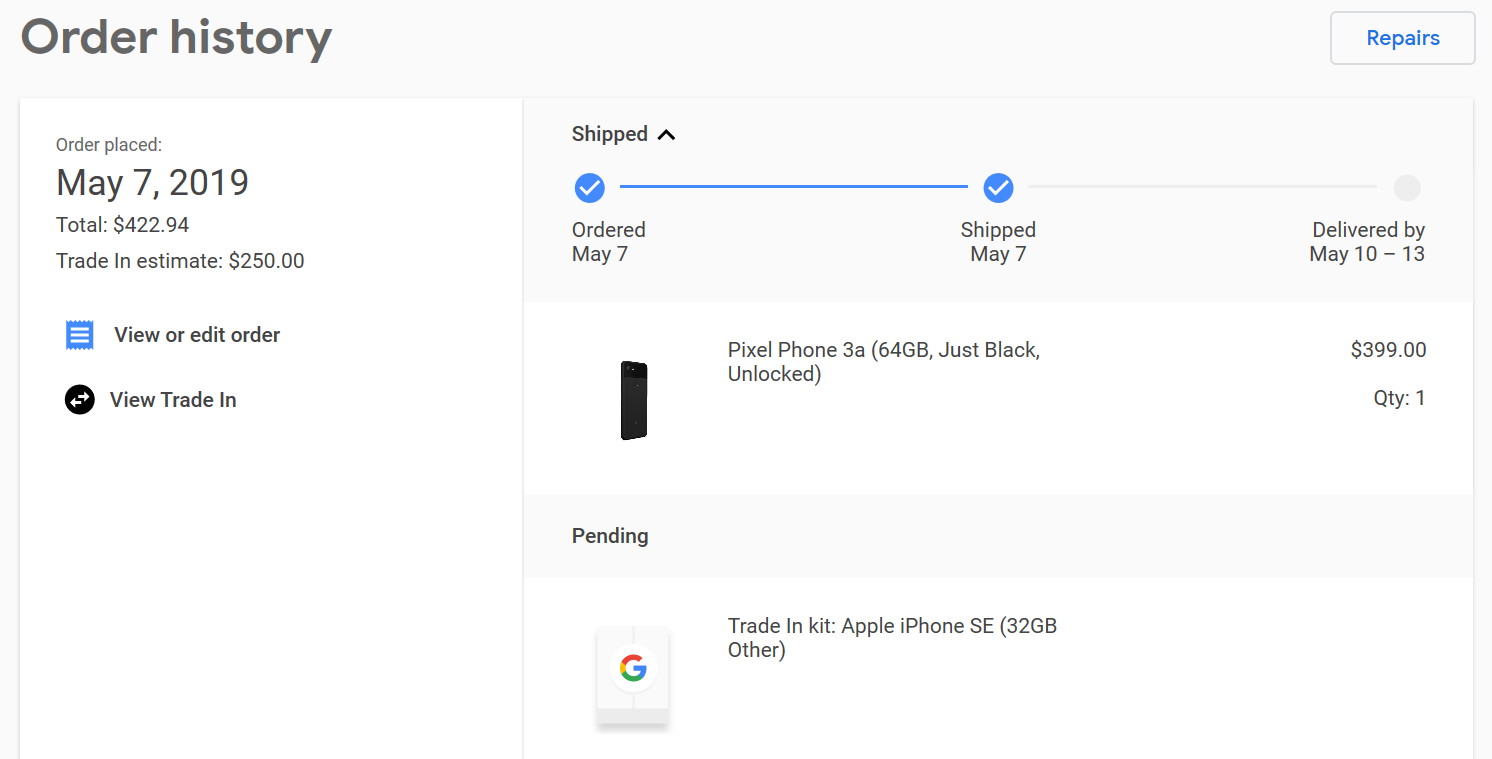 Order history
Repairs
Order placed:
May 7, 2019
Total: $422.94
Trade In estimate: $250.00
View or edit order
View Trade In
Shipped
Ordered
May 7
Shipped
May 7
Delivered by
May 10 – 13
Pixel Phone 3a (64GB, Just Black,
Unlocked)
$399.00
Qty: 1
Pending
Trade In kit: Apple iPhone SE (32GB
Other)
G